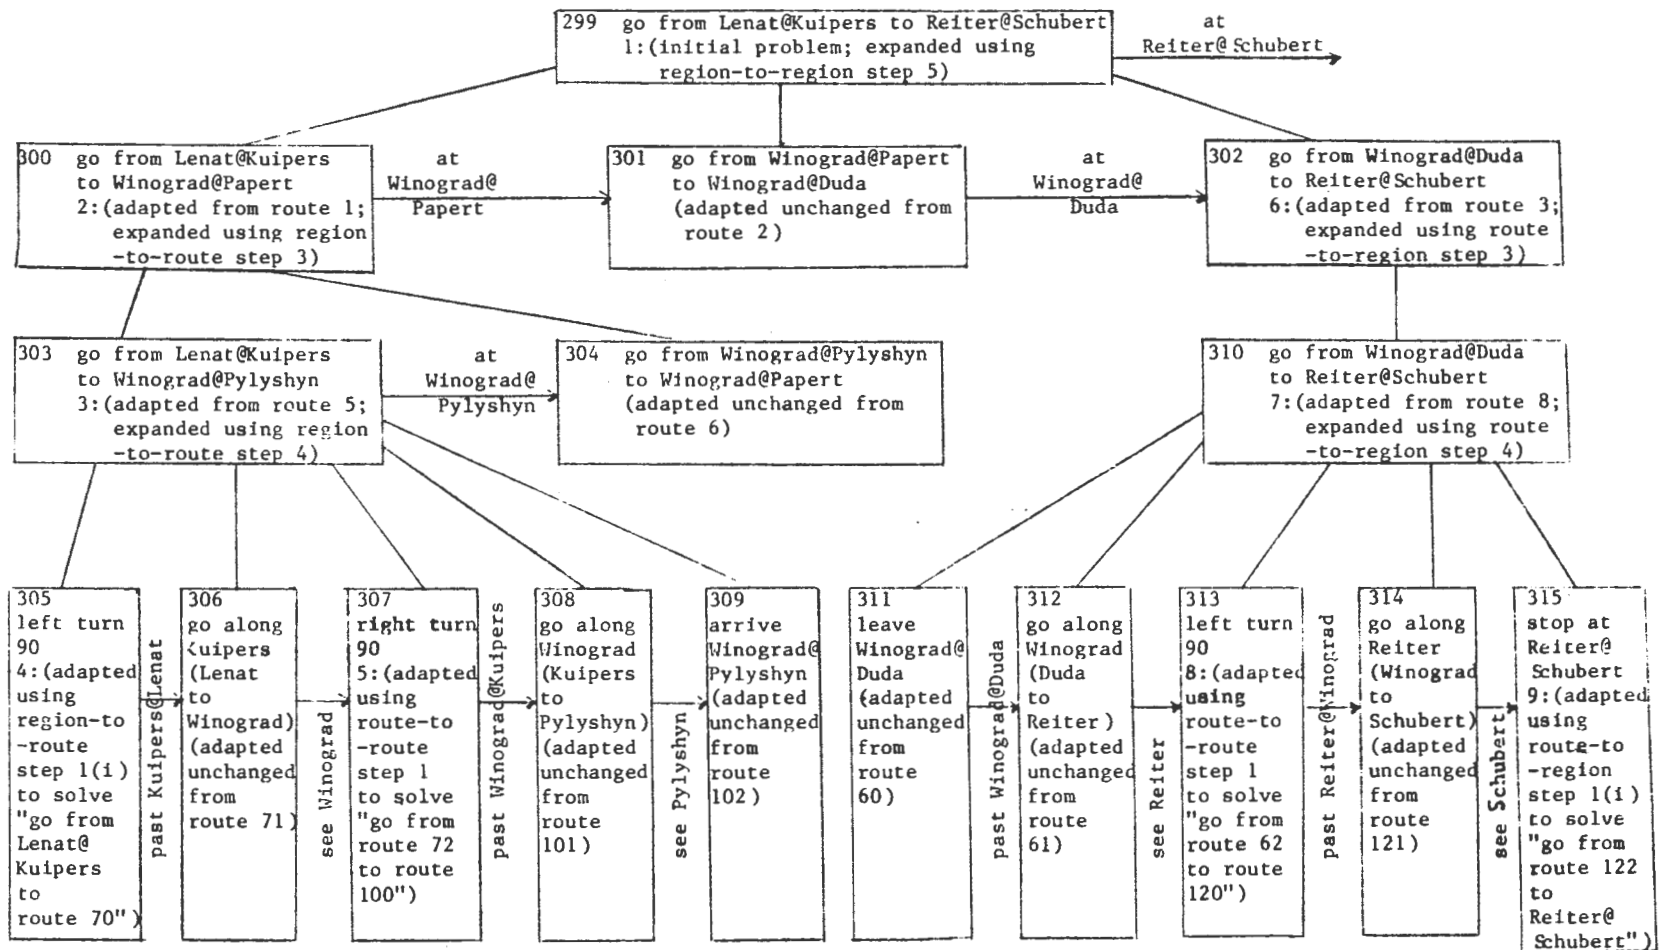 299 go from Lenat@Kuipers to Reiter@Schubert
1:(initial problem; expanded using
region-to-region step 5)
at
Reiter@Schubert
300 go from Lenat@Kuipers
to Winograd@Papert
2:(adapted from route 1;
expanded using region
-to-route step 3)
at
Winograd@
Papert
301 go from Winograd@Papert
to Winograd@Duda
(adapted unchanged from
route 2)
at
Winograd@
Duda
302 go from Winograd@Duda
to Reiter@Schubert
6:(adapted from route 3;
expanded using route
-to-region step 3)
303 go from Lenat@Kuipers
to Winograd@Pylyshyn
3:(adapted from route 5;
expanded using region
-to-route step 4)
at
Winograd@
Pylyshyn
304 go from Winograd@Pylyshyn
to Winograd@Papert
(adapted unchanged from
route 6)
310 go from Winograd@Duda
to Reiter@Schubert
7:(adapted from route 8;
expanded using route
-to-region step 4)
305
left turn
90
4:(adapted
using
region-to
-route
step 1(i)
to solve
"go from
Lenat@
Kuipers
to
route 70")
past Kuipers@Lenat
306
go along
Kuipers
(Lenat
to
Winograd)
(adapted
unchanged
from
route 71)
see Winograd
307
right turn
90
5:(adapted
using
route-to
-route
step 1
to solve
"go from
route 72
to route
100")
past Winograd@Kuipers
308
go along
Winograd
(Kuipers
to
Pylyshyn)
(adapted
unchanged
from
route
101)
see Pylyshyn
309
arrive
Winograd@
Pylyshyn
(adapted
unchanged
from
route
102)
311
leave
Winograd@
Duda
(adapted
unchanged
from
route
60)
past Winograd@Duda
312
go along
Winograd
(Duda
to
Reiter)
(adapted
unchanged
from
route
61)
see Reiter
313
left turn
90
8:(adapted
using
route-to
-route
step 1
to solve
"go from
route 62
to route
120")
past Reiter@Winograd
314
go along
Reiter
(Winograd
to
Schubert)
(adapted
unchanged
from
route
121)
see Schubert
315
stop at
Reiter@
Schubert
9:(adapted
using
route-to
-region
step 1(i)
to solve
"go from
route 122
to
Reiter@
Schubert")